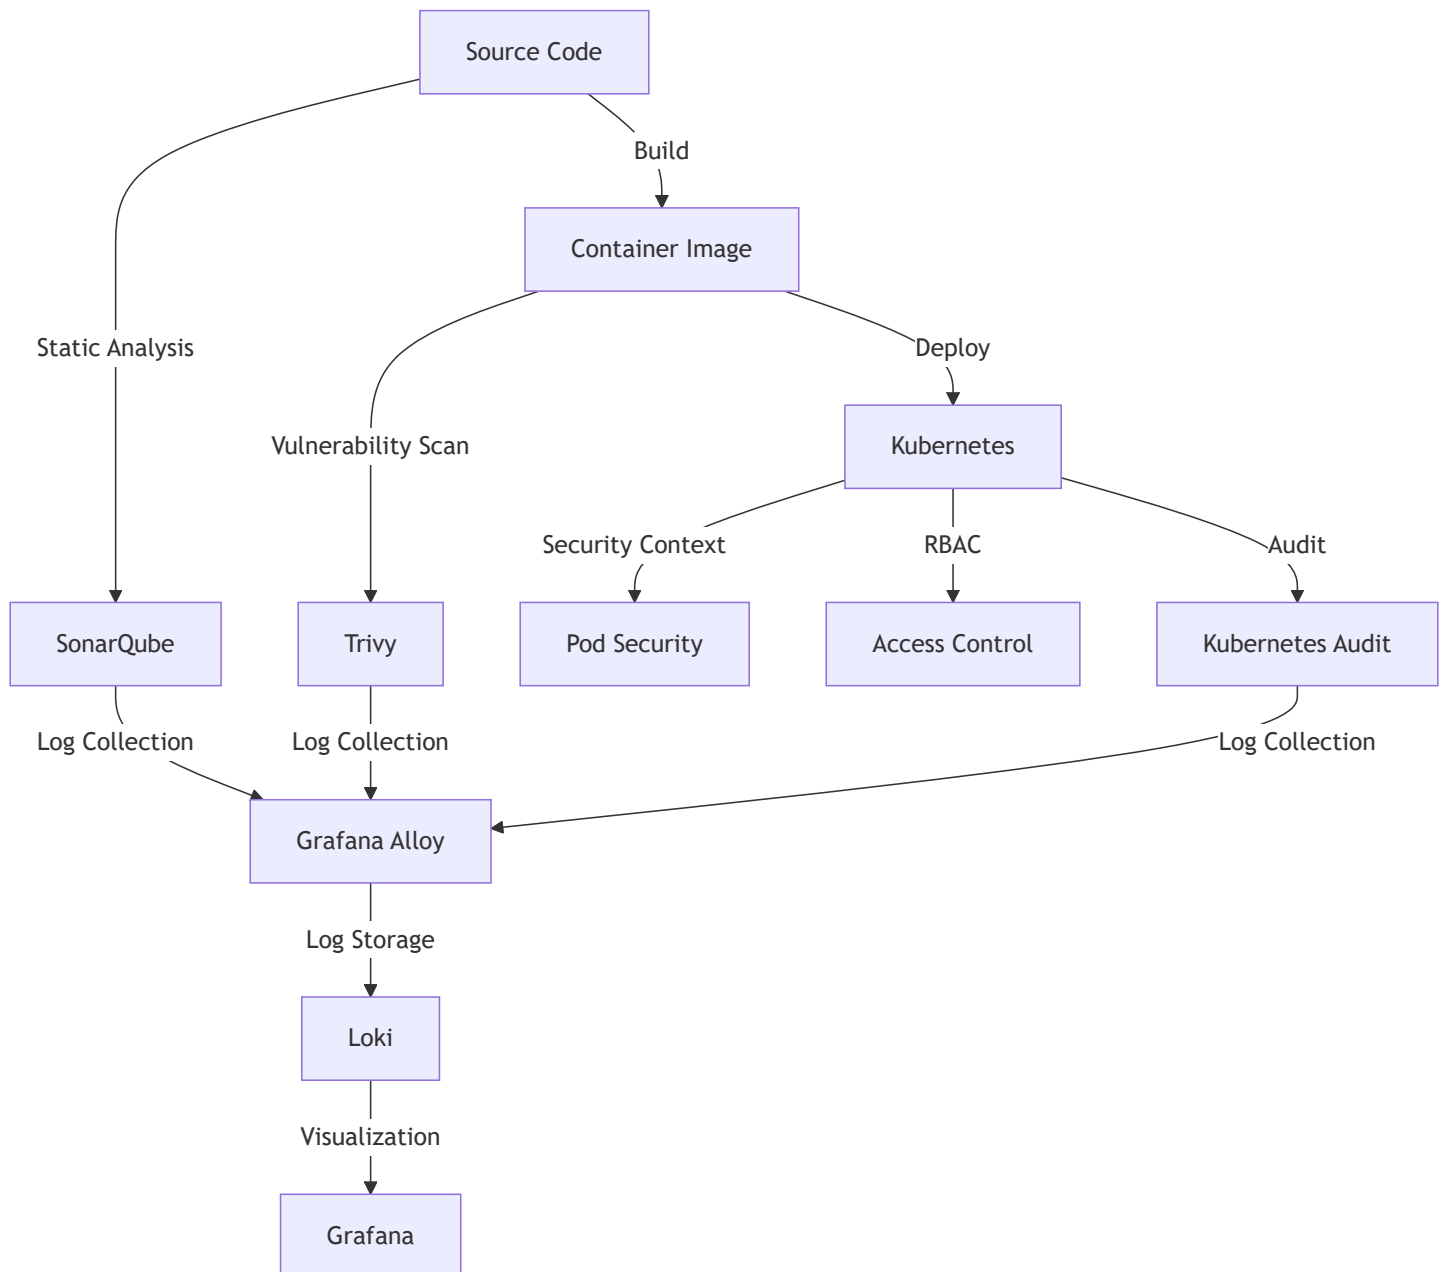 Source Code
Build
Container Image
Static Analysis
Deploy
Vulnerability Scan
Kubernetes
Security Context
RBAC
Audit
SonarQube
Trivy
Pod Security
Access Control
Kubernetes Audit
Log Collection
Log Collection
Log Collection
Grafana Alloy
Log Storage
Loki
Visualization
Grafana